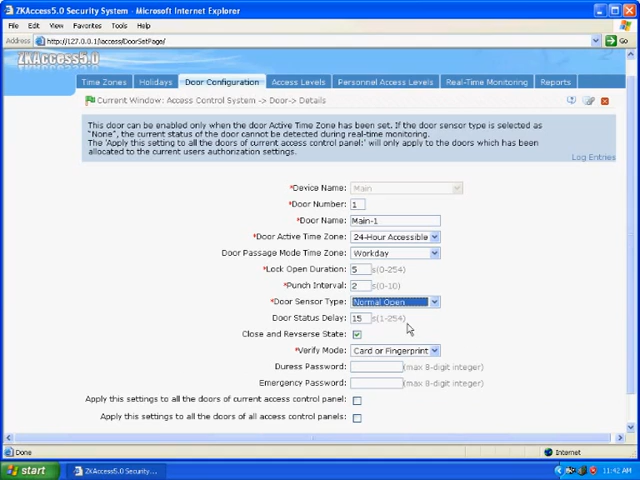 ZKAccess5.0 Security System - Microsoft Internet Explorer
File Edit View Favorites Tools Help
Address http://127.0.0.1/iaccess/DoorSetPage/ Go
ZKAccess5.0
Time Zones Holidays Door Configuration Access Levels Personnel Access Levels Real-Time Monitoring Reports
Current Window: Access Control System -> Door-> Details
This door can be enabled only when the door Active Time Zone has been set. If the door sensor type is selected as
"None", the current status of the door cannot be detected during real-time monitoring.
The 'Apply this setting to all the doors of current access control panel:' will only apply to the doors which has been
allocated to the current users authorization settings.
Log Entries
*Device Name: Main
*Door Number: 1
*Door Name: Main-1
*Door Active Time Zone: 24-Hour Accessible
Door Passage Mode Time Zone: Workday
*Lock Open Duration: 5 s(0-254)
*Punch Interval: 2 s(0-10)
*Door Sensor Type: Normal Open
Door Status Delay: 15 s(1-254)
Close and Revserse State:
*Verify Mode: Card or Fingerprint
Duress Password: (max 8-digit integer)
Emergency Password: (max 8-digit integer)
Apply this settings to all the doors of current access control panel:
Apply this settings to all the doors of all access control panels:
Done Internet
start ZKAccess5.0 Security... 11:42 AM